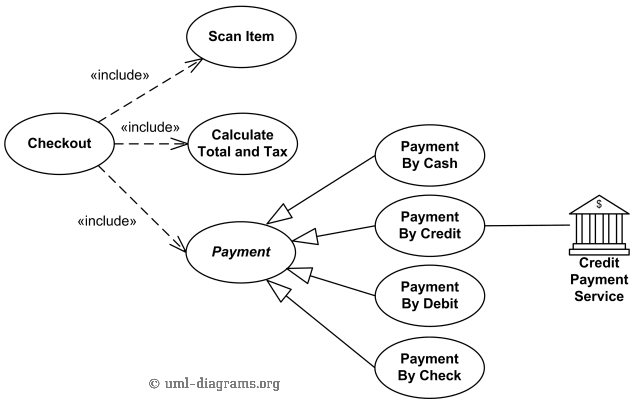 Scan Item
«include»
Checkout
«include»
Calculate
Total and Tax
«include»
Payment
Payment
By Cash
Payment
By Credit
Payment
By Debit
Payment
By Check
$
Credit
Payment
Service
© uml-diagrams.org